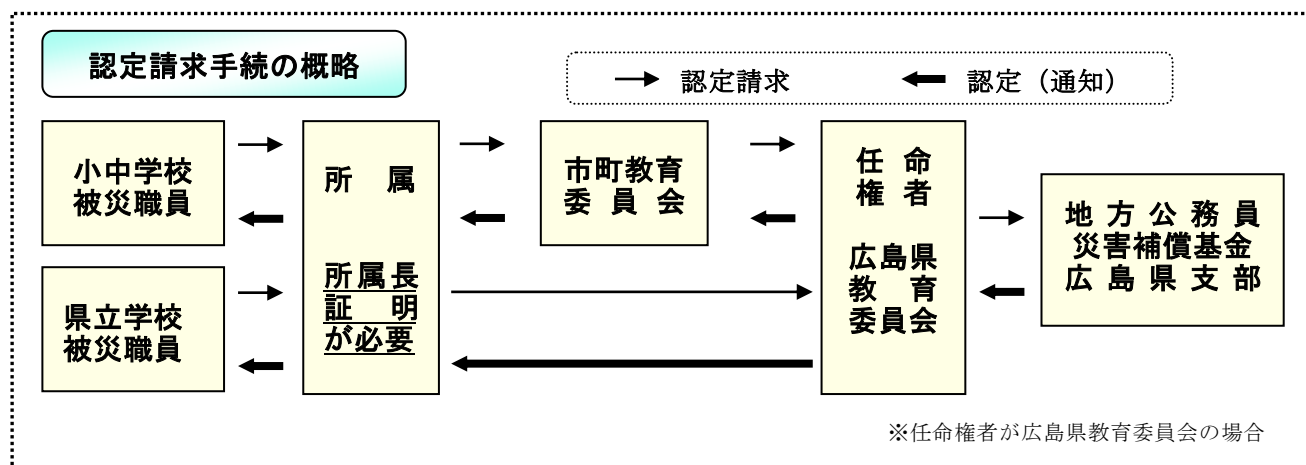 認定請求手続の概略
認定請求
認定（通知）
小中学校
被災職員
県立学校
被災職員
所 属
所属長
証 明
が必要
市町教育
委 員 会
任 命
権 者
広島県
教 育
委員会
地 方 公 務 員
災害補償基金
広 島 県 支 部
※任命権者が広島県教育委員会の場合